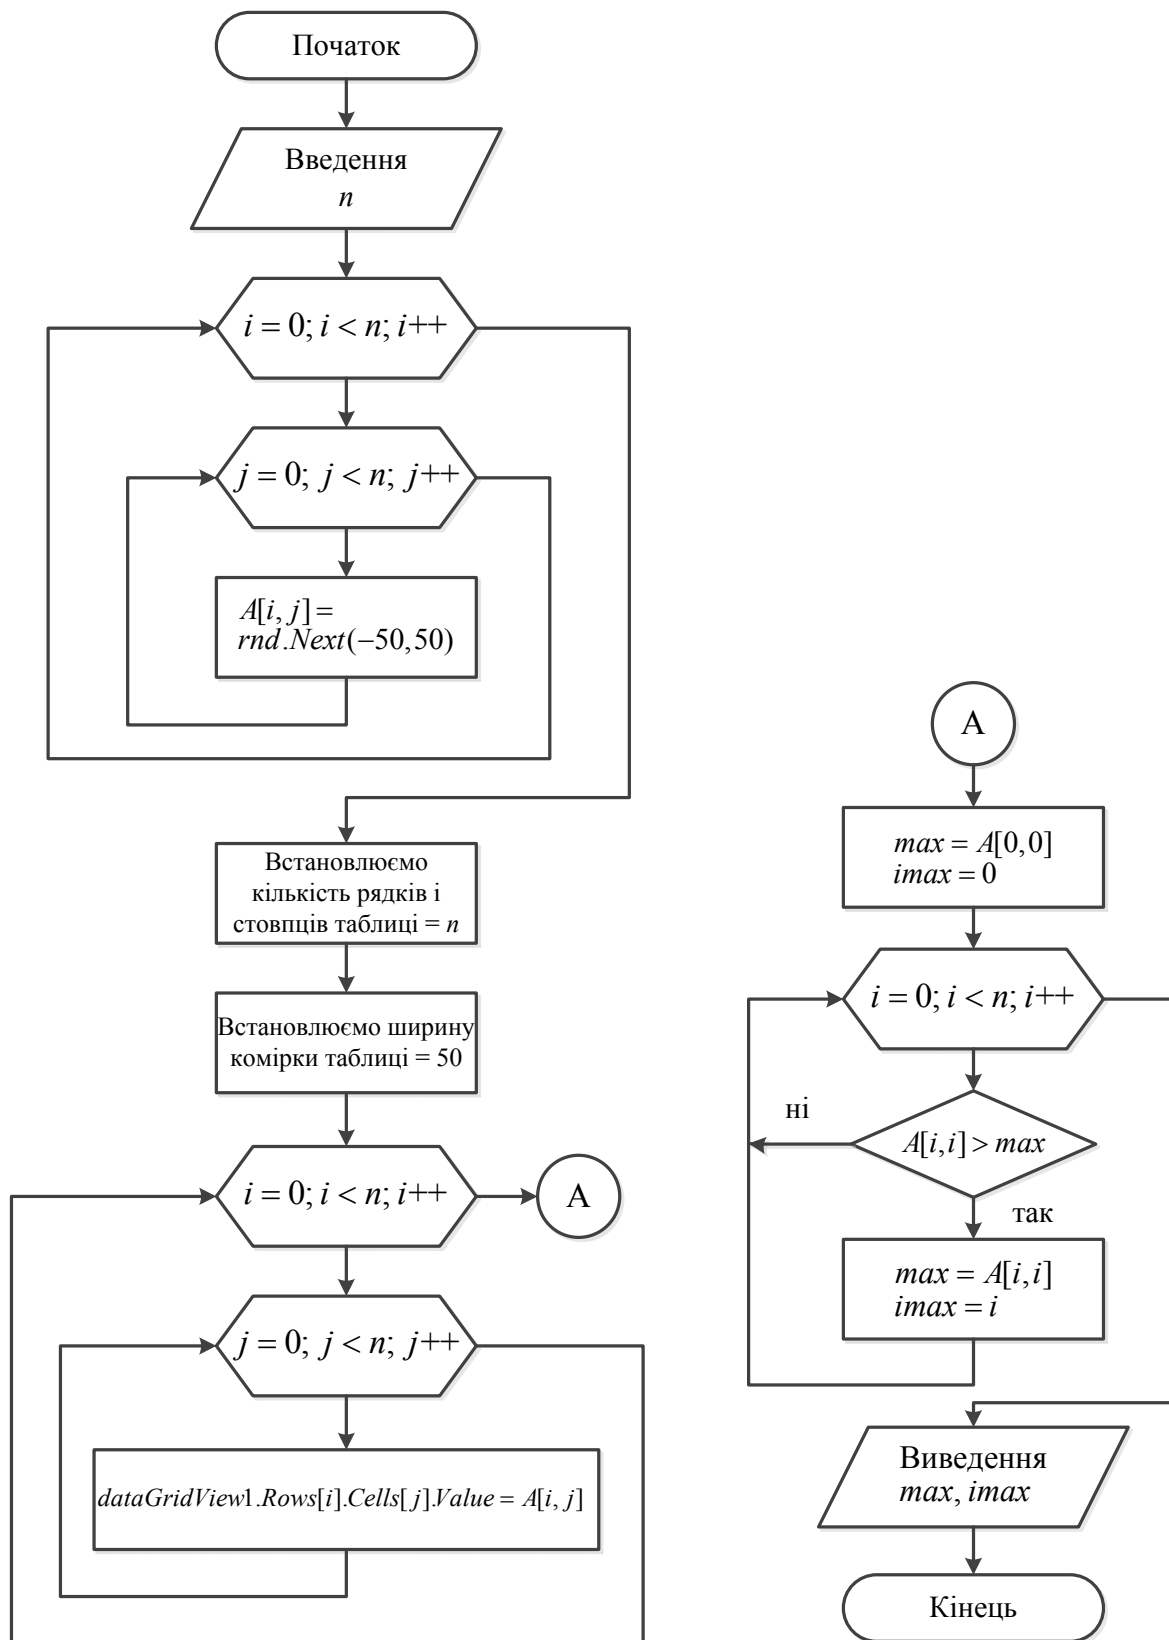 Початок
Введення
n
i = 0; i < n; i++
j = 0; j < n; j++
A[i, j] =
rnd.Next(−50,50)
Встановлюємо
кількість рядків і
стовпців таблиці = n
Встановлюємо ширину
комірки таблиці = 50
i = 0; i < n; i++
A
j = 0; j < n; j++
dataGridView1.Rows[i].Cells[j].Value = A[i, j]
A
max = A[0,0]
imax = 0
i = 0; i < n; i++
ні
A[i,i] > max
так
max = A[i,i]
imax = i
Виведення
max, imax
Кінець